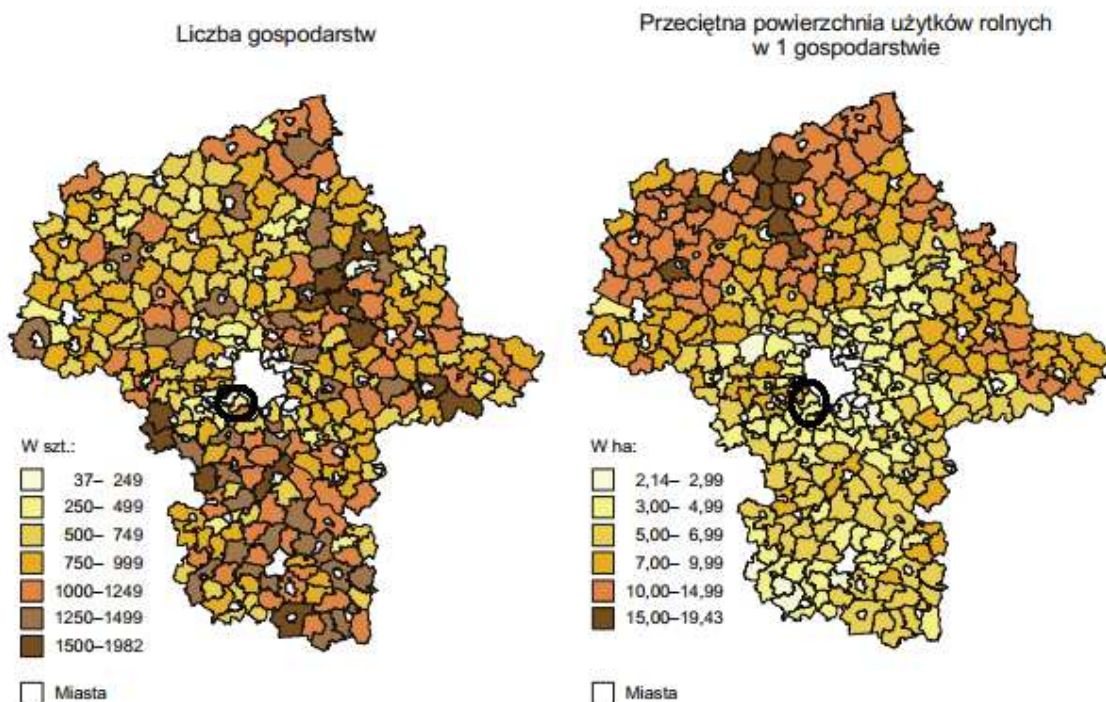 Liczba gospodarstw
Przeciętna powierzchnia użytków rolnych
w 1 gospodarstwie
W szt.:
37– 249
250– 499
500– 749
750– 999
1000–1249
1250–1499
1500–1982
Miasta
W ha:
2,14– 2,99
3,00– 4,99
5,00– 6,99
7,00– 9,99
10,00–14,99
15,00–19,43
Miasta